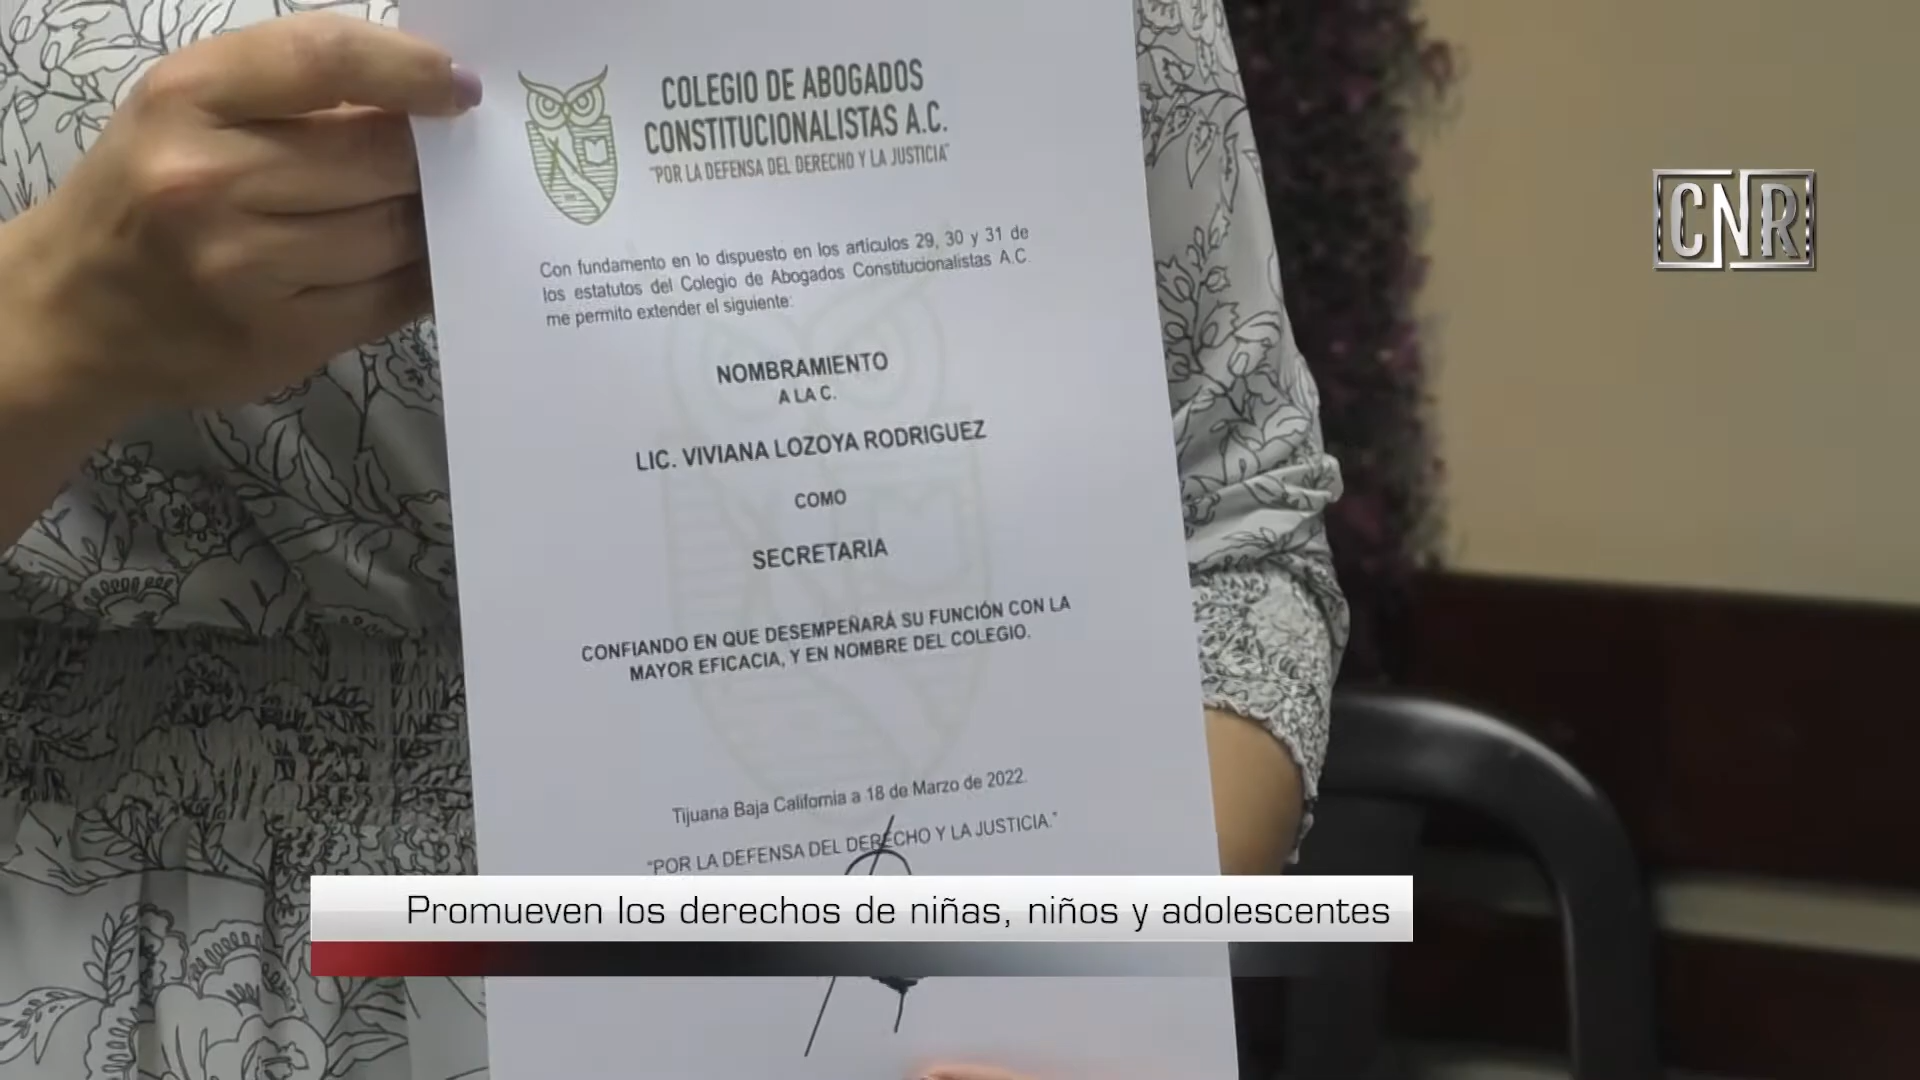 COLEGIO DE ABOGADOS
CONSTITUCIONALISTAS A.C.
"POR LA DEFENSA DEL DERECHO Y LA JUSTICIA"
CNR
Con fundamento en lo dispuesto en los artículos 29, 30 y 31 de
los estatutos del Colegio de Abogados Constitucionalistas A.C.
me permito extender el siguiente:
NOMBRAMIENTO
A LA C.
LIC. VIVIANA LOZOYA RODRIGUEZ
COMO
SECRETARIA
CONFIANDO EN QUE DESEMPEÑARÁ SU FUNCIÓN CON LA
MAYOR EFICACIA, Y EN NOMBRE DEL COLEGIO.
Tijuana Baja California a 18 de Marzo de 2022.
"POR LA DEFENSA DEL DERECHO Y LA JUSTICIA."
Promueven los derechos de niñas, niños y adolescentes